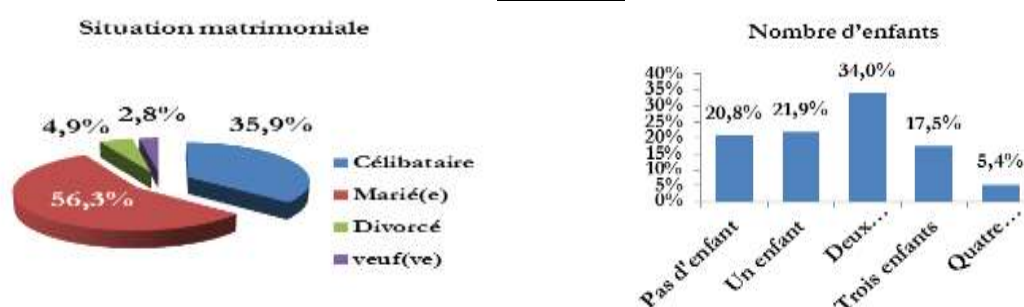 Situation matrimoniale
4,9%
2,8%
35,9%
56,3%
Célibataire
Marié(e)
Divorcé
veuf(ve)
Nombre d'enfants
40%
35%
30%
25%
20%
15%
10%
5%
0%
20,8%
21,9%
34,0%
17,5%
5,4%
Pas d'enfant
Un enfant
Deux...
Trois enfants
Quatre...